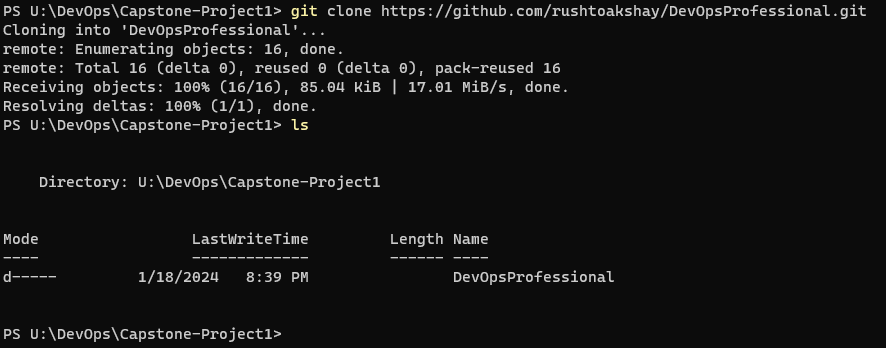 PS U:\DevOps\Capstone-Project1> git clone https://github.com/rushtoakshay/DevOpsProfessional.git
Cloning into 'DevOpsProfessional'...
remote: Enumerating objects: 16, done.
remote: Total 16 (delta 0), reused 0 (delta 0), pack-reused 16
Receiving objects: 100% (16/16), 85.04 KiB | 17.01 MiB/s, done.
Resolving deltas: 100% (1/1), done.
PS U:\DevOps\Capstone-Project1> ls
Directory: U:\DevOps\Capstone-Project1
Mode                 LastWriteTime         Length Name
----                 -------------         ------ ----
d-----         1/18/2024   8:39 PM                DevOpsProfessional
PS U:\DevOps\Capstone-Project1>